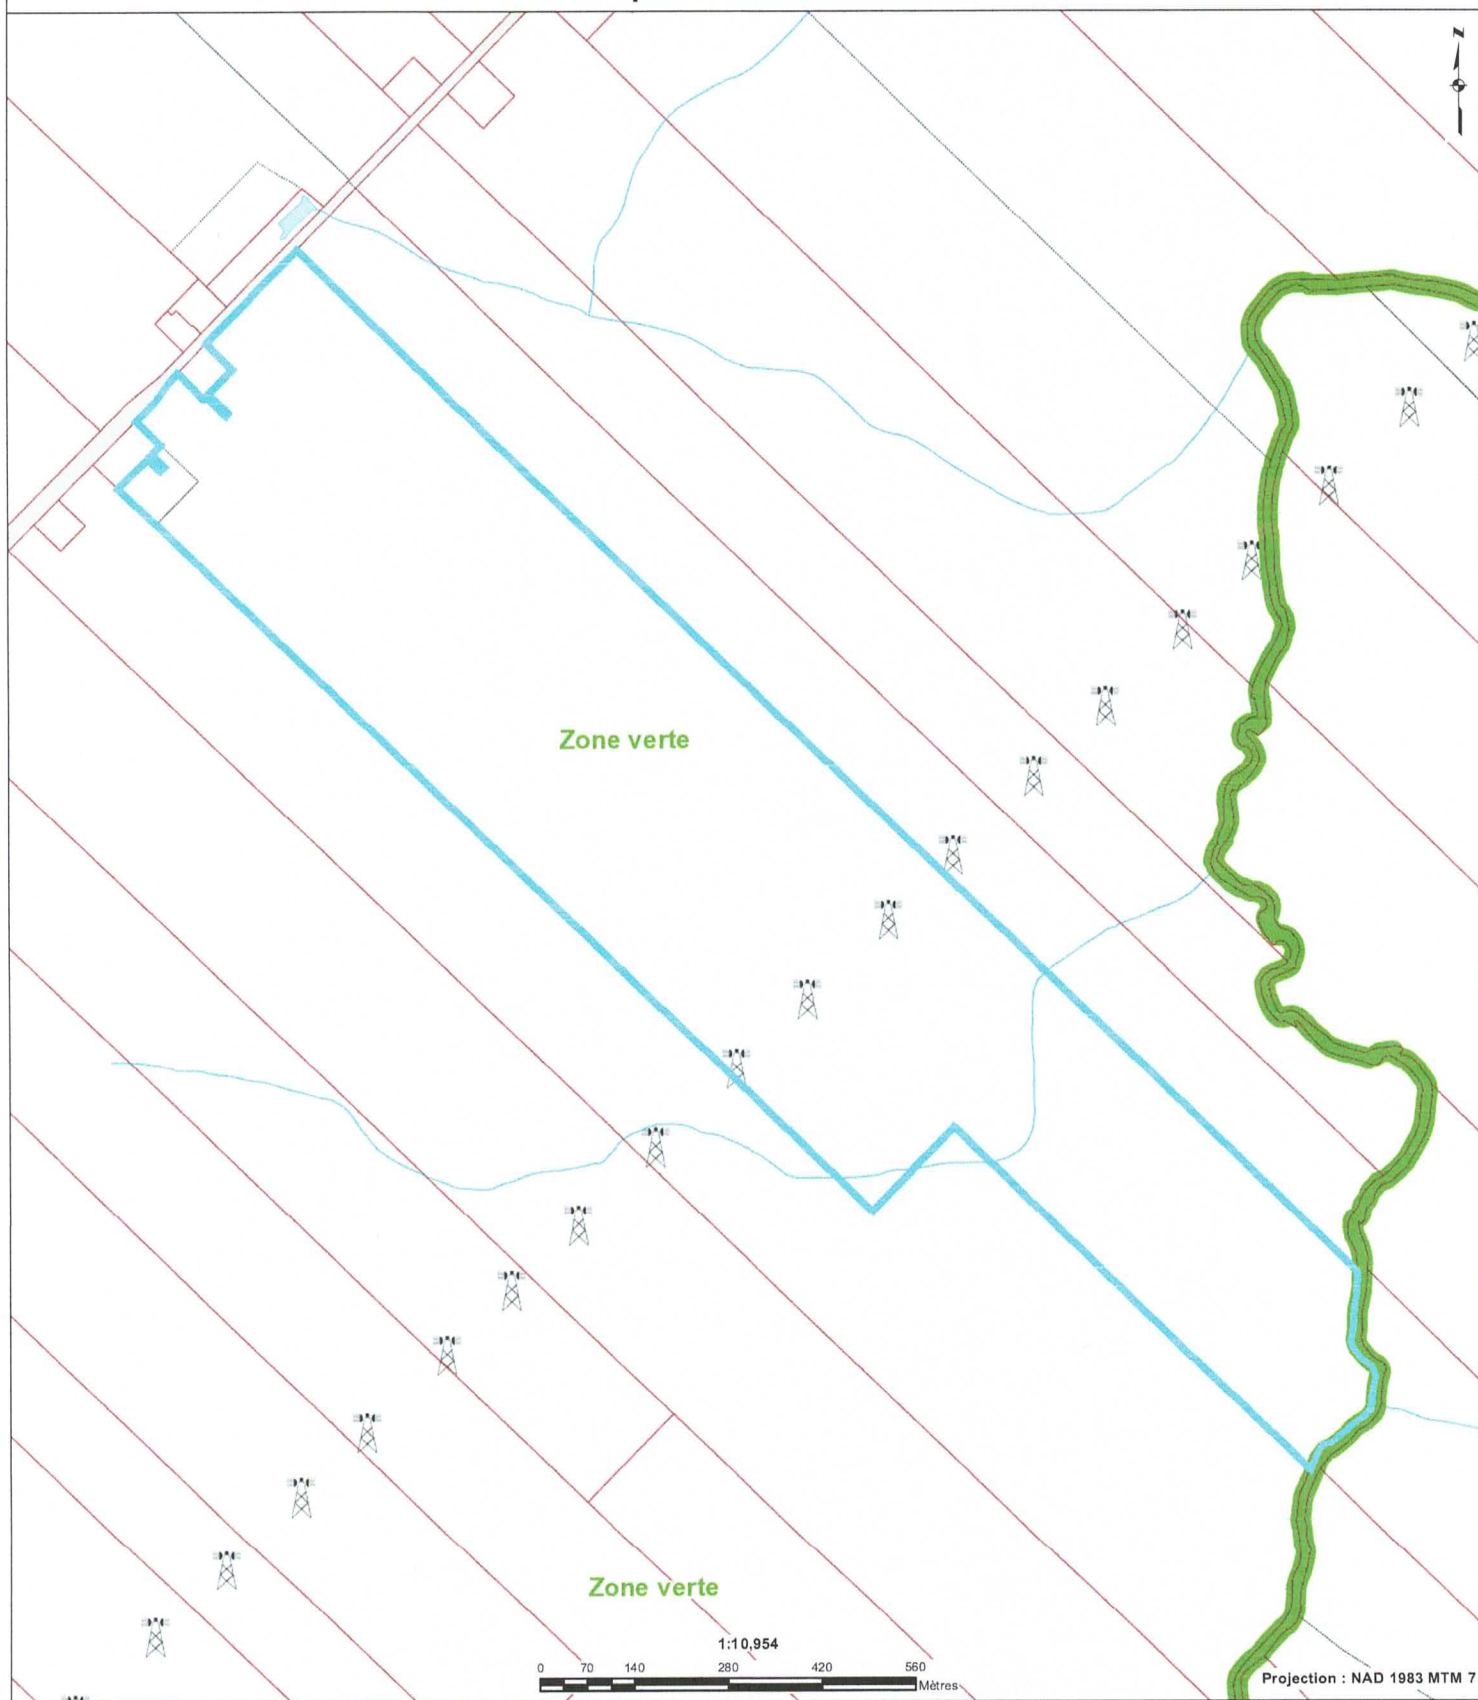 N
Zone verte
Zone verte
1:10,954
0 70 140 280 420 560
Mètres
Projection : NAD 1983 MTM 7